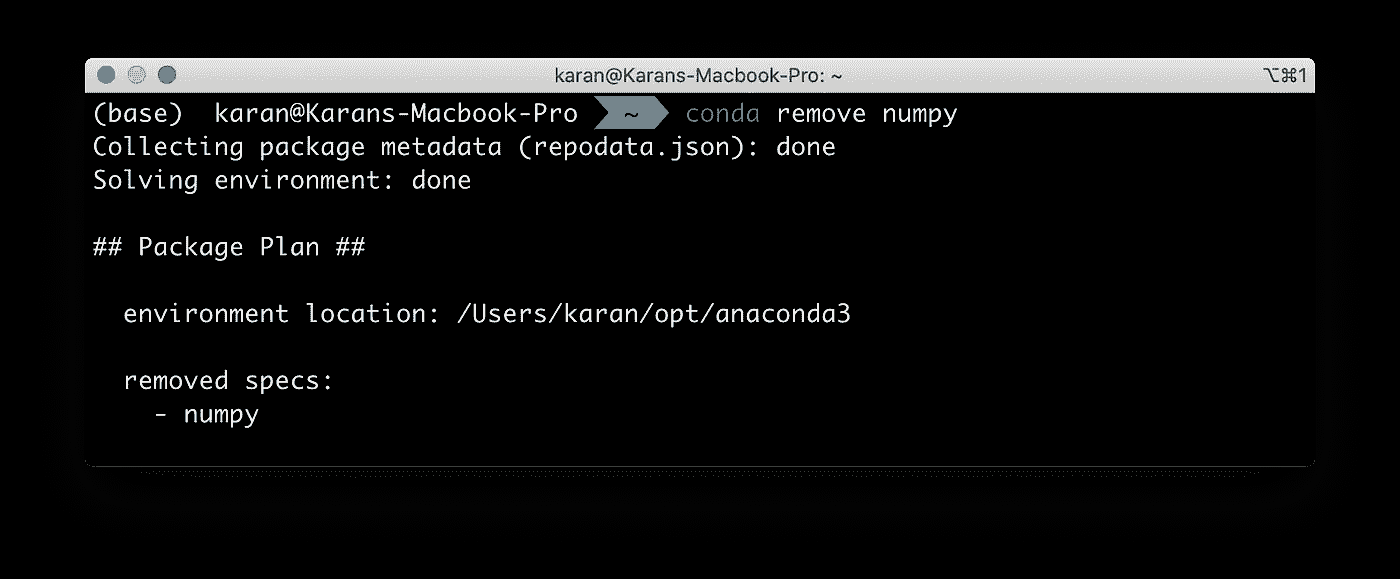 karan@Karans-Macbook-Pro: ~ ⌥⌘1
(base) karan@Karans-Macbook-Pro ~ conda remove numpy
Collecting package metadata (repodata.json): done
Solving environment: done
## Package Plan ##
environment location: /Users/karan/opt/anaconda3
removed specs:
- numpy